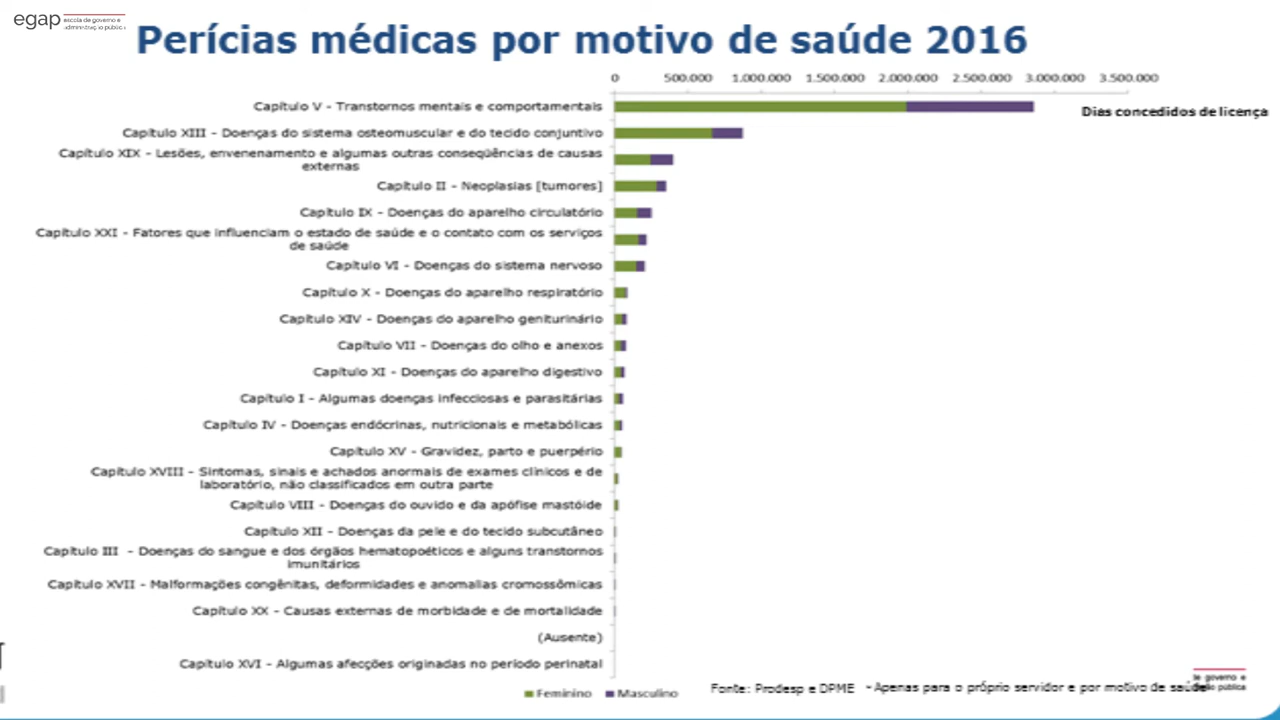 egap escola de governo e
administração pública
Perícias médicas por motivo de saúde 2016
0 500.000 1.000.000 1.500.000 2.000.000 2.500.000 3.000.000 3.500.000
Capítulo V - Transtornos mentais e comportamentais
Dias concedidos de licença
Capítulo XIII - Doenças do sistema osteomuscular e do tecido conjuntivo
Capítulo XIX - Lesões, envenenamento e algumas outras conseqüências de causas
externas
Capítulo II - Neoplasias [tumores]
Capítulo IX - Doenças do aparelho circulatório
Capítulo XXI - Fatores que influenciam o estado de saúde e o contato com os serviços
de saúde
Capítulo VI - Doenças do sistema nervoso
Capítulo X - Doenças do aparelho respiratório
Capítulo XIV - Doenças do aparelho geniturinário
Capítulo VII - Doenças do olho e anexos
Capítulo XI - Doenças do aparelho digestivo
Capítulo I - Algumas doenças infecciosas e parasitárias
Capítulo IV - Doenças endócrinas, nutricionais e metabólicas
Capítulo XV - Gravidez, parto e puerpério
Capítulo XVIII - Sintomas, sinais e achados anormais de exames clínicos e de
laboratório, não classificados em outra parte
Capítulo VIII - Doenças do ouvido e da apófise mastóide
Capítulo XII - Doenças da pele e do tecido subcutâneo
Capítulo III - Doenças do sangue e dos órgãos hematopoéticos e alguns transtornos
imunitários
Capítulo XVII - Malformações congênitas, deformidades e anomalias cromossômicas
Capítulo XX - Causas externas de morbidade e de mortalidade
(Ausente)
Capítulo XVI - Algumas afecções originadas no período perinatal
Feminino Masculino
Fonte: Prodesp e DPME - Apenas para o próprio servidor e por motivo de saúde
de governo e
pública